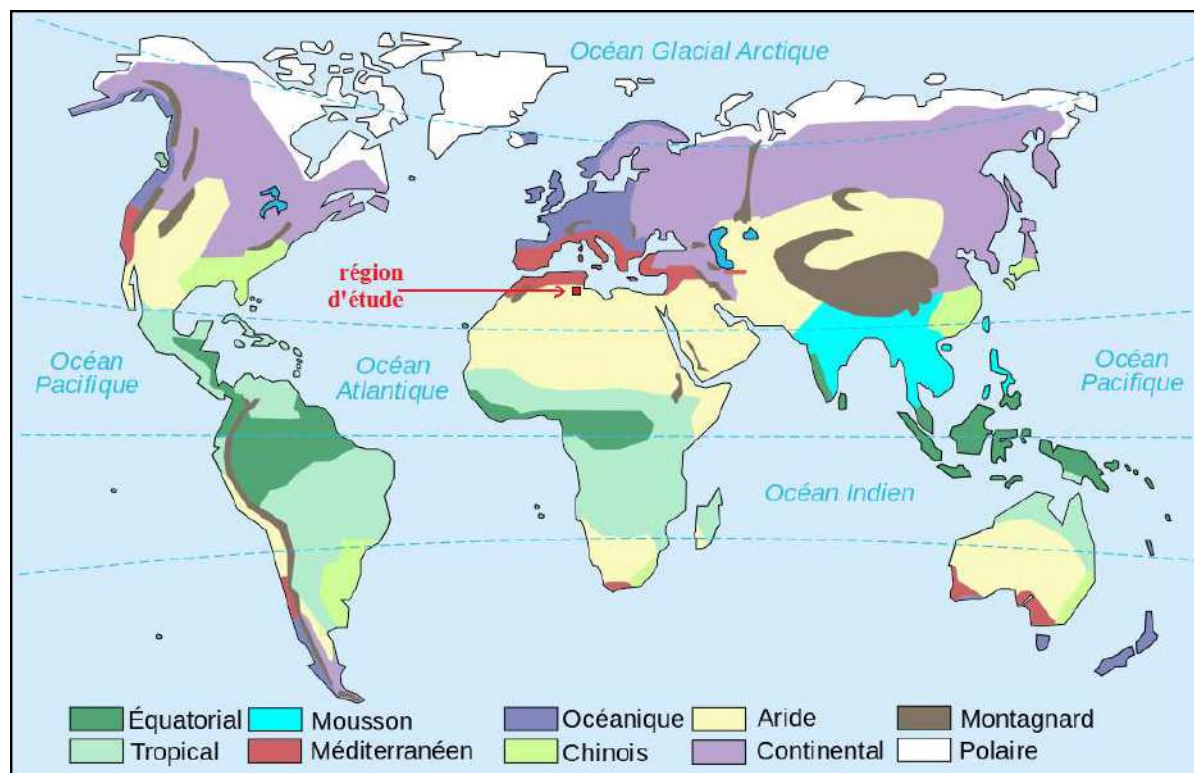 Océan Glacial Arctique
région
d'étude
Océan
Pacifique
Océan
Atlantique
Océan
Pacifique
Océan Indien
Équatorial
Mousson
Océanique
Aride
Montagnard
Tropical
Méditerranéen
Chinois
Continental
Polaire